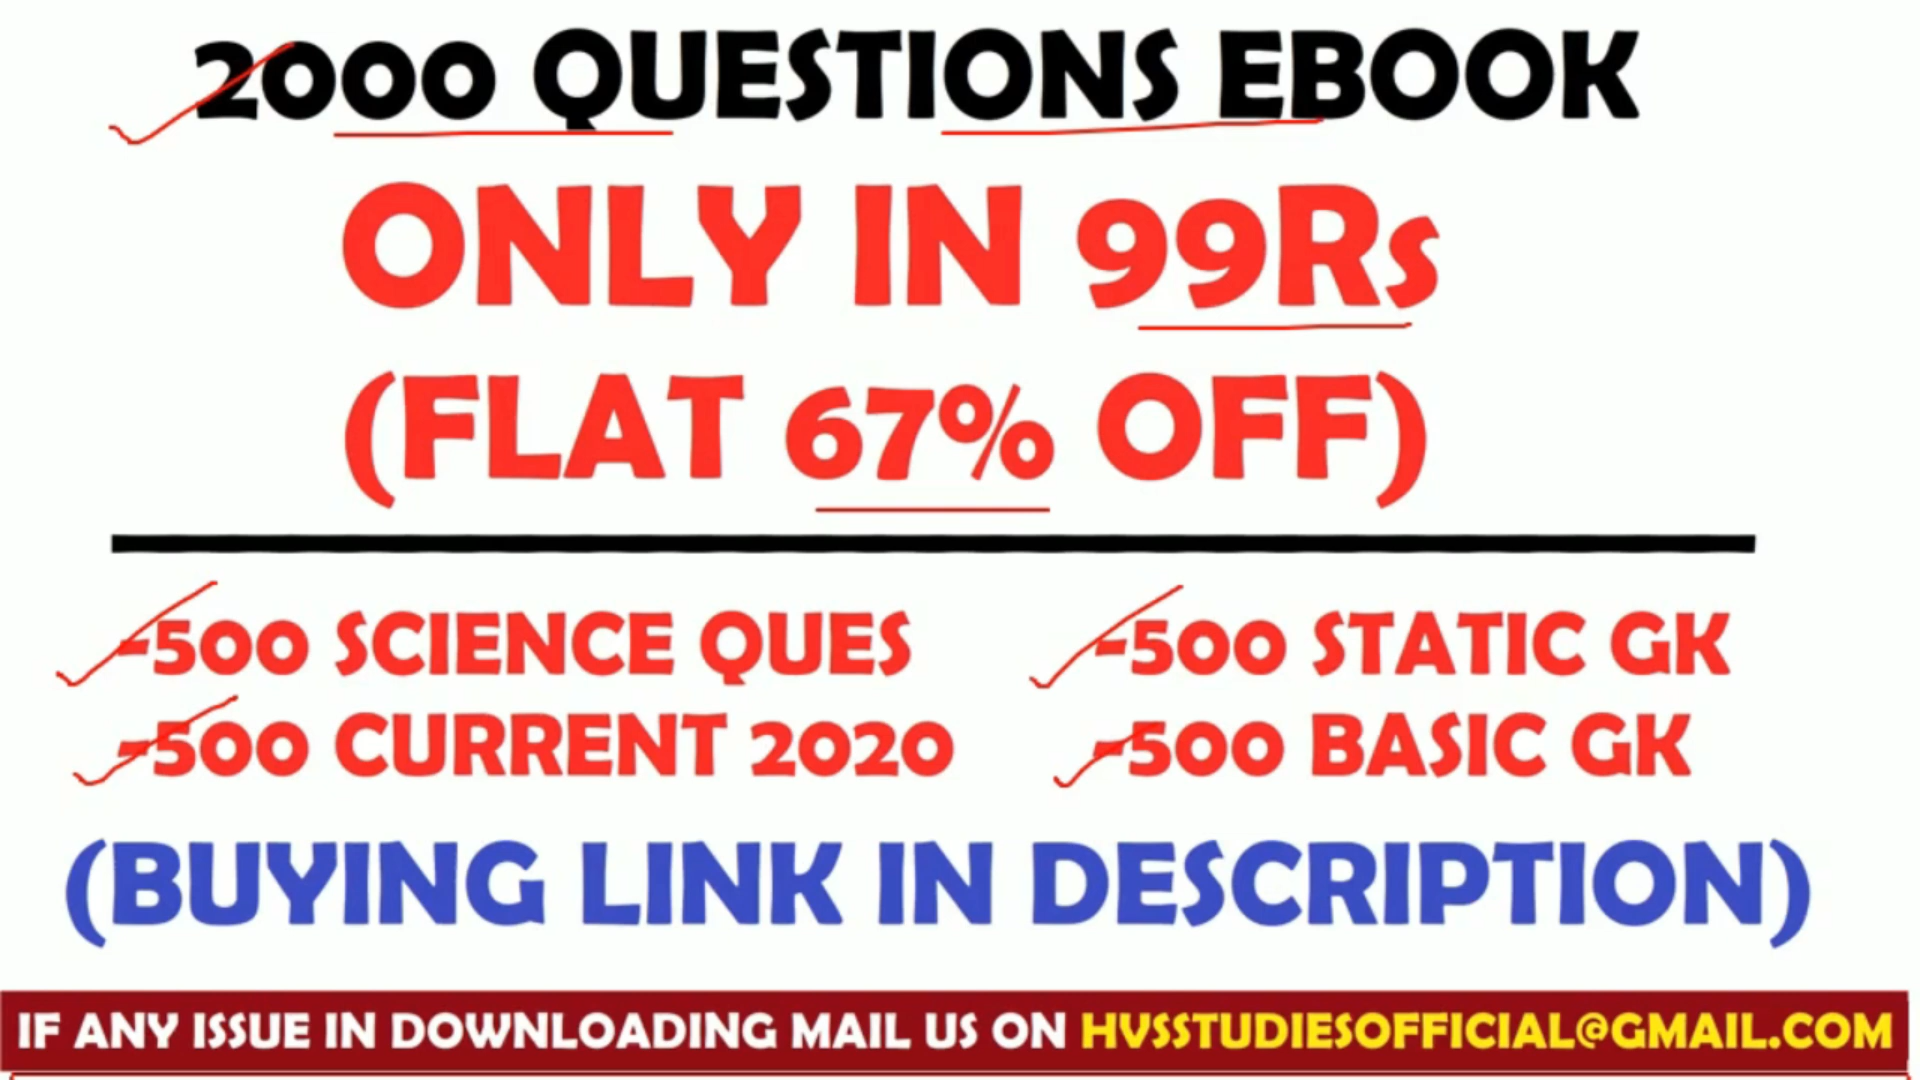 2000 QUESTIONS EBOOK
ONLY IN 99Rs
(FLAT 67% OFF)
-500 SCIENCE QUES
-500 STATIC GK
-500 CURRENT 2020
-500 BASIC GK
(BUYING LINK IN DESCRIPTION)
IF ANY ISSUE IN DOWNLOADING MAIL US ON HVSSTUDIESOFFICIAL@GMAIL.COM